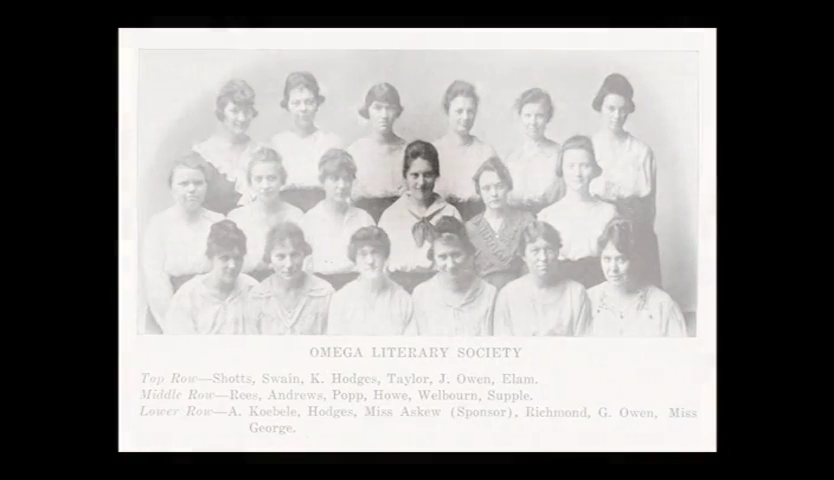 OMEGA LITERARY SOCIETY
Top Row—Shotts, Swain, K. Hodges, Taylor, J. Owen, Elam.
Middle Row—Rees, Andrews, Popp, Howe, Welbourn, Supple.
Lower Row—A. Koebele, Hodges, Miss Askew (Sponsor), Richmond, G. Owen, Miss
George.